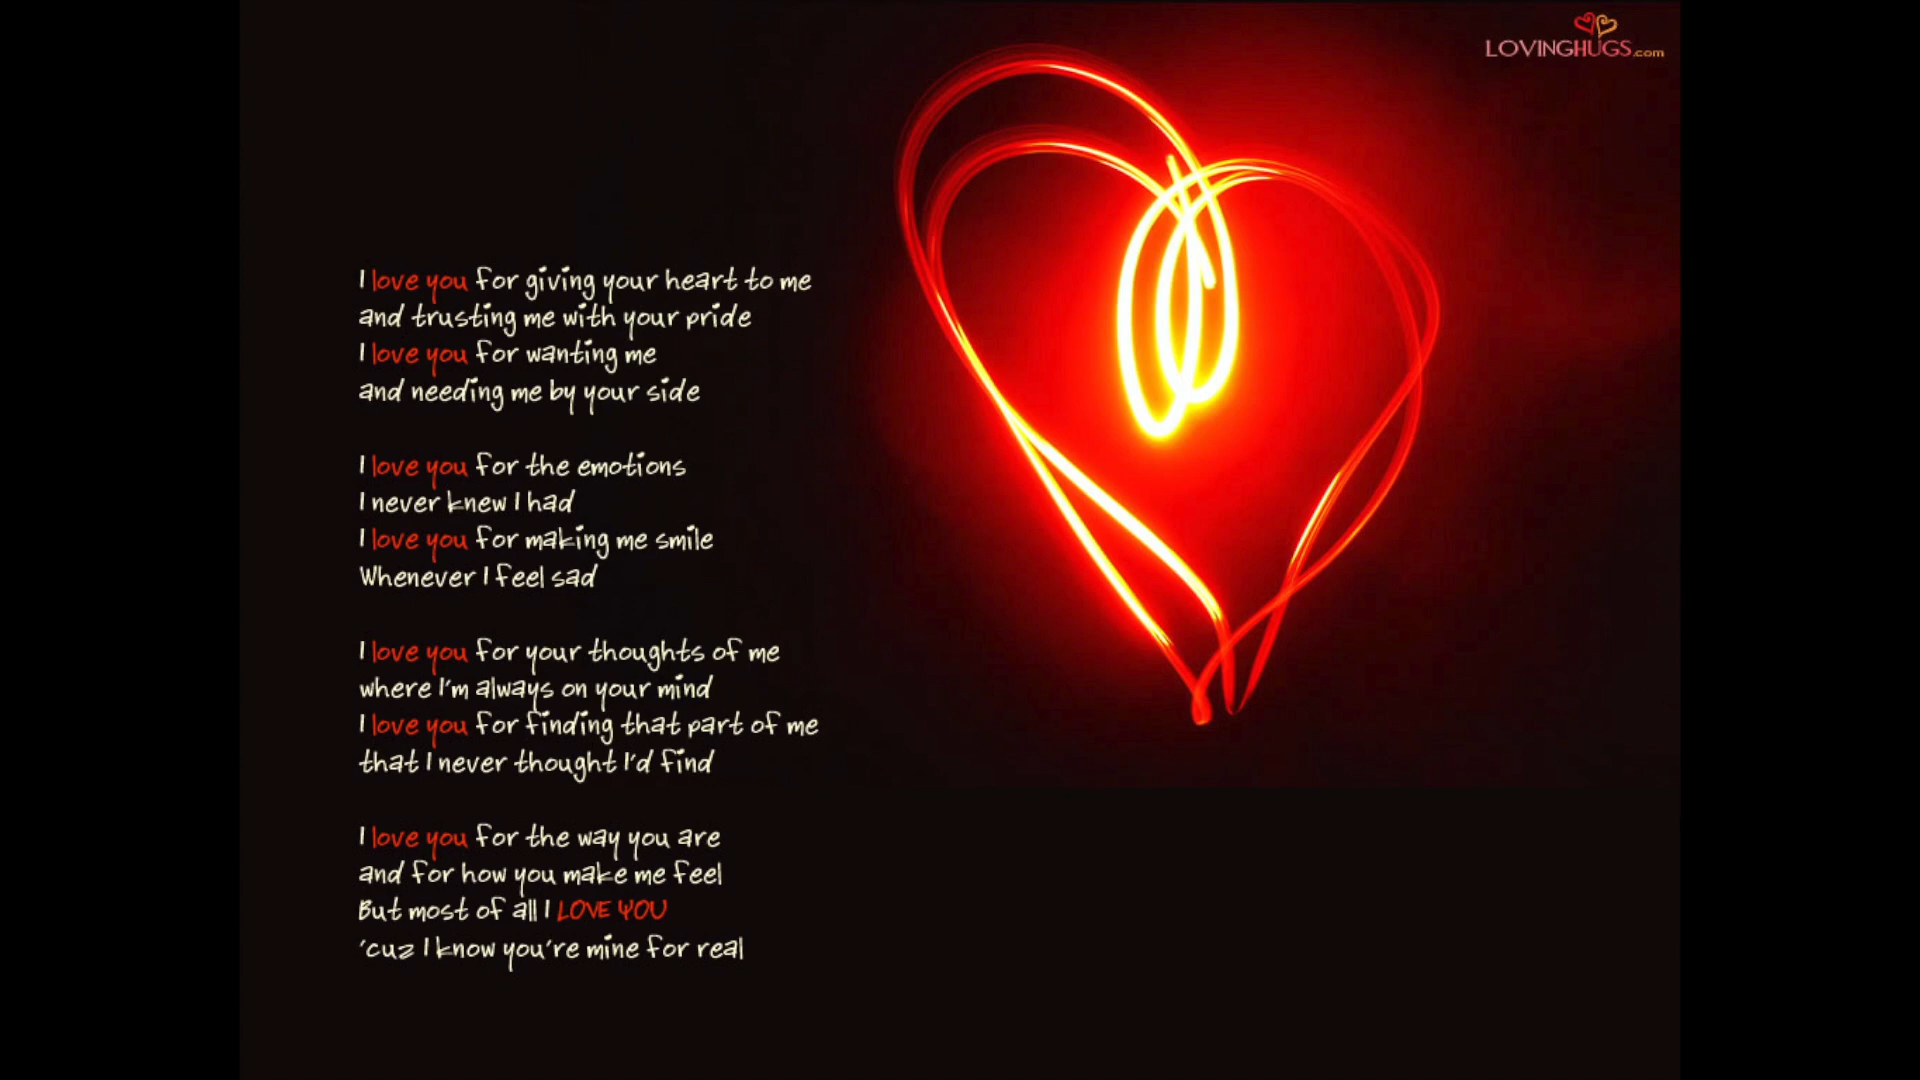 LOVINGHUGS.com
I love you for giving your heart to me
and trusting me with your pride
I love you for wanting me
and needing me by your side
I love you for the emotions
I never knew I had
I love you for making me smile
Whenever I feel sad
I love you for your thoughts of me
where I'm always on your mind
I love you for finding that part of me
that I never thought I'd find
I love you for the way you are
and for how you make me feel
But most of all I LOVE YOU
'cuz I know you're mine for real